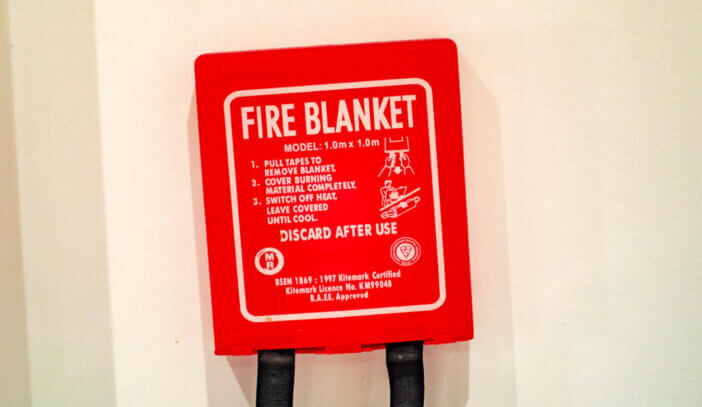 FIRE BLANKET
MODEL: 1.0m x 1.0m
1. PULL TAPES TO
REMOVE BLANKET.
2. COVER BURNING
MATERIAL COMPLETELY.
3. SWITCH OFF HEAT,
LEAVE COVERED
UNTIL COOL.
DISCARD AFTER USE
M
R
BSEN 1869 : 1997 Kitemark Certified
Kitemark Licence No. KM99048
B.A.E.E. Approved